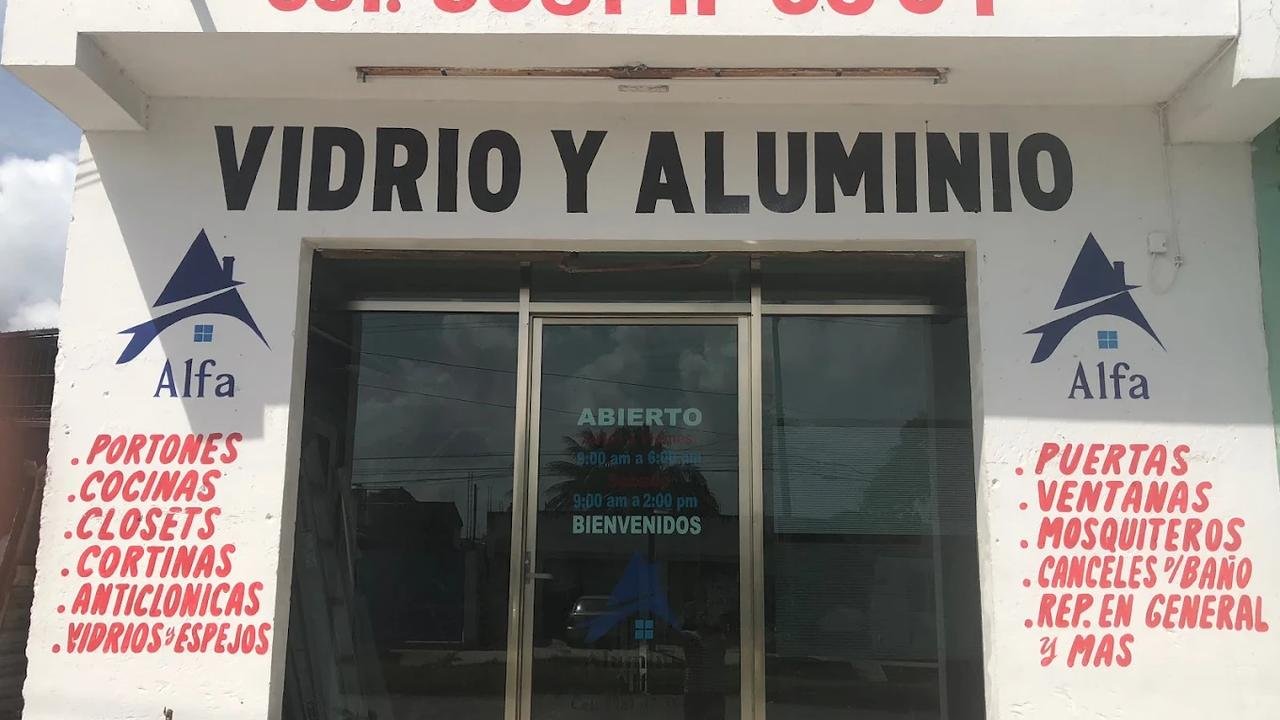 VIDRIO Y ALUMINIO
Alfa
. PORTONES
. COCINAS
. CLOSETS
. CORTINAS
. ANTICLONICAS
. VIDRIOS Y ESPEJOS
ABIERTO
9:00 am a 6:00 pm
9:00 am a 2:00 pm
BIENVENIDOS
Alfa
. PUERTAS
. VENTANAS
. MOSQUITEROS
. CANCELES P/BAÑO
. REP. EN GENERAL
Y MAS